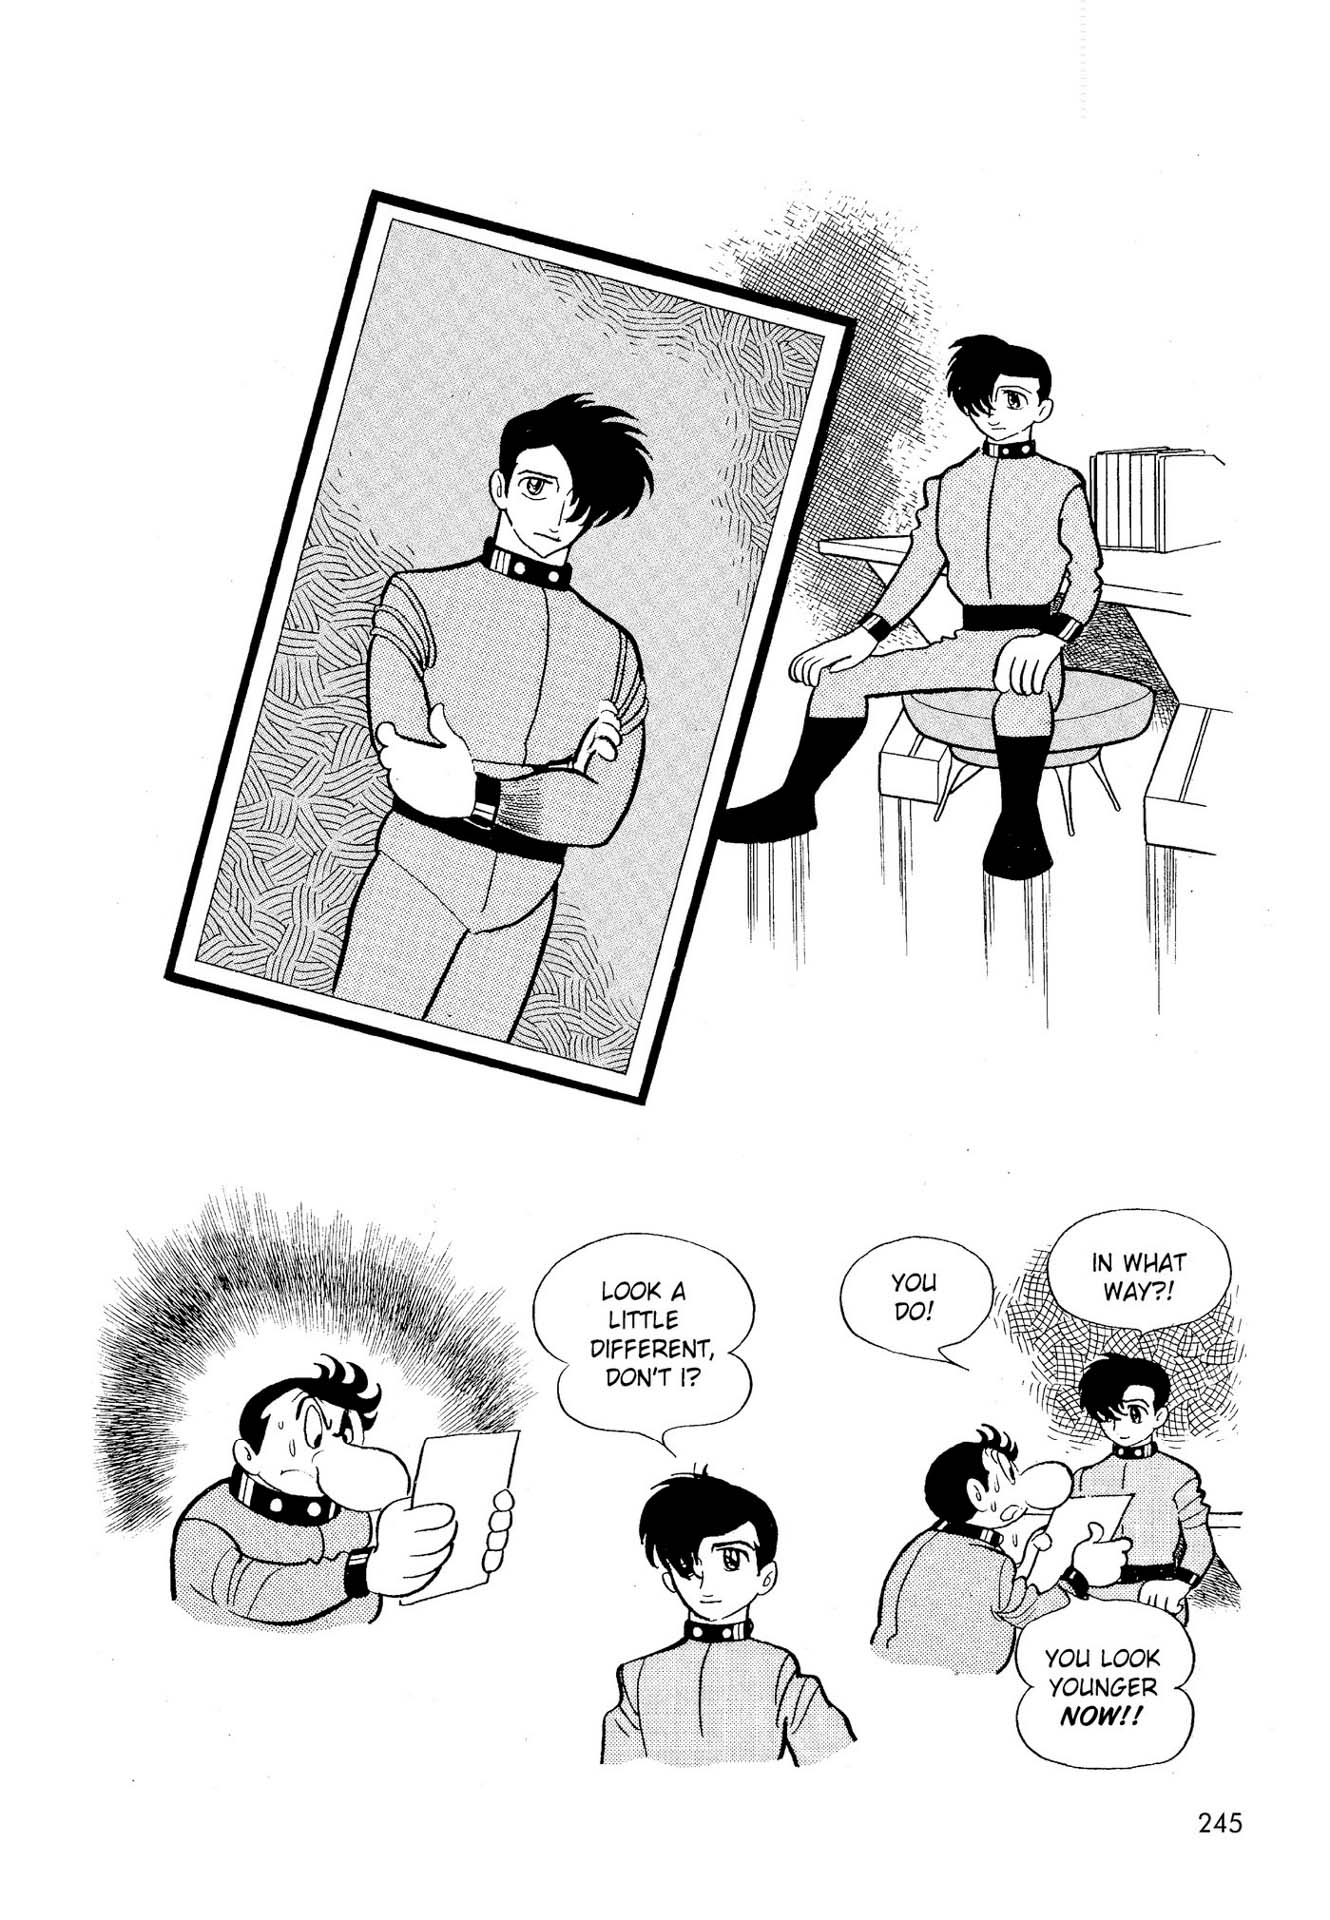 LOOK A
LITTLE
DIFFERENT,
DON'T I?
YOU
DO!
IN WHAT
WAY?!
YOU LOOK
YOUNGER
NOW!!
245